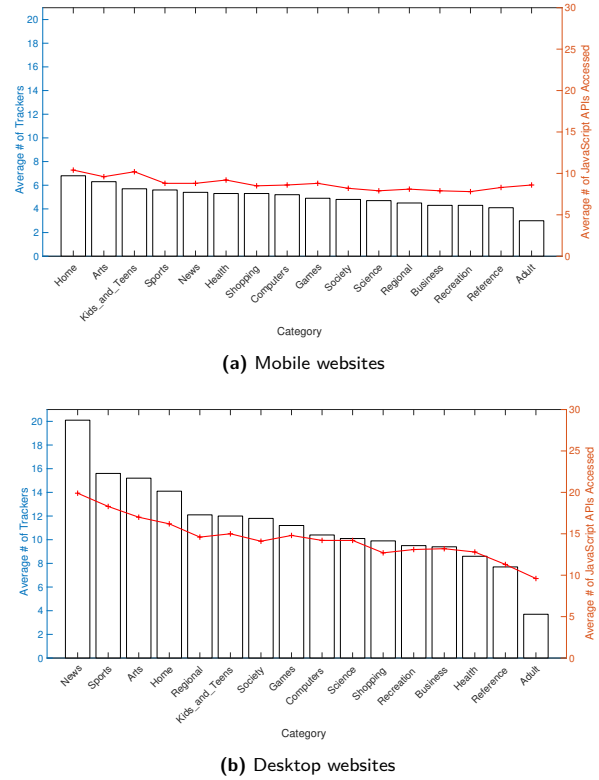 20
18
16
14
12
10
8
6
4
2
0
Average # of Trackers
30
25
20
15
10
5
0
Average # of JavaScript APIs Accessed
Home
Arts
Kids_and_Teens
Sports
News
Health
Shopping
Computers
Games
Society
Science
Regional
Business
Recreation
Reference
Adult
Category
(a) Mobile websites
20
18
16
14
12
10
8
6
4
2
0
Average # of Trackers
30
25
20
15
10
5
0
Average # of JavaScript APIs Accessed
News
Sports
Arts
Home
Regional
Kids_and_Teens
Society
Games
Computers
Science
Shopping
Recreation
Business
Health
Reference
Adult
Category
(b) Desktop websites